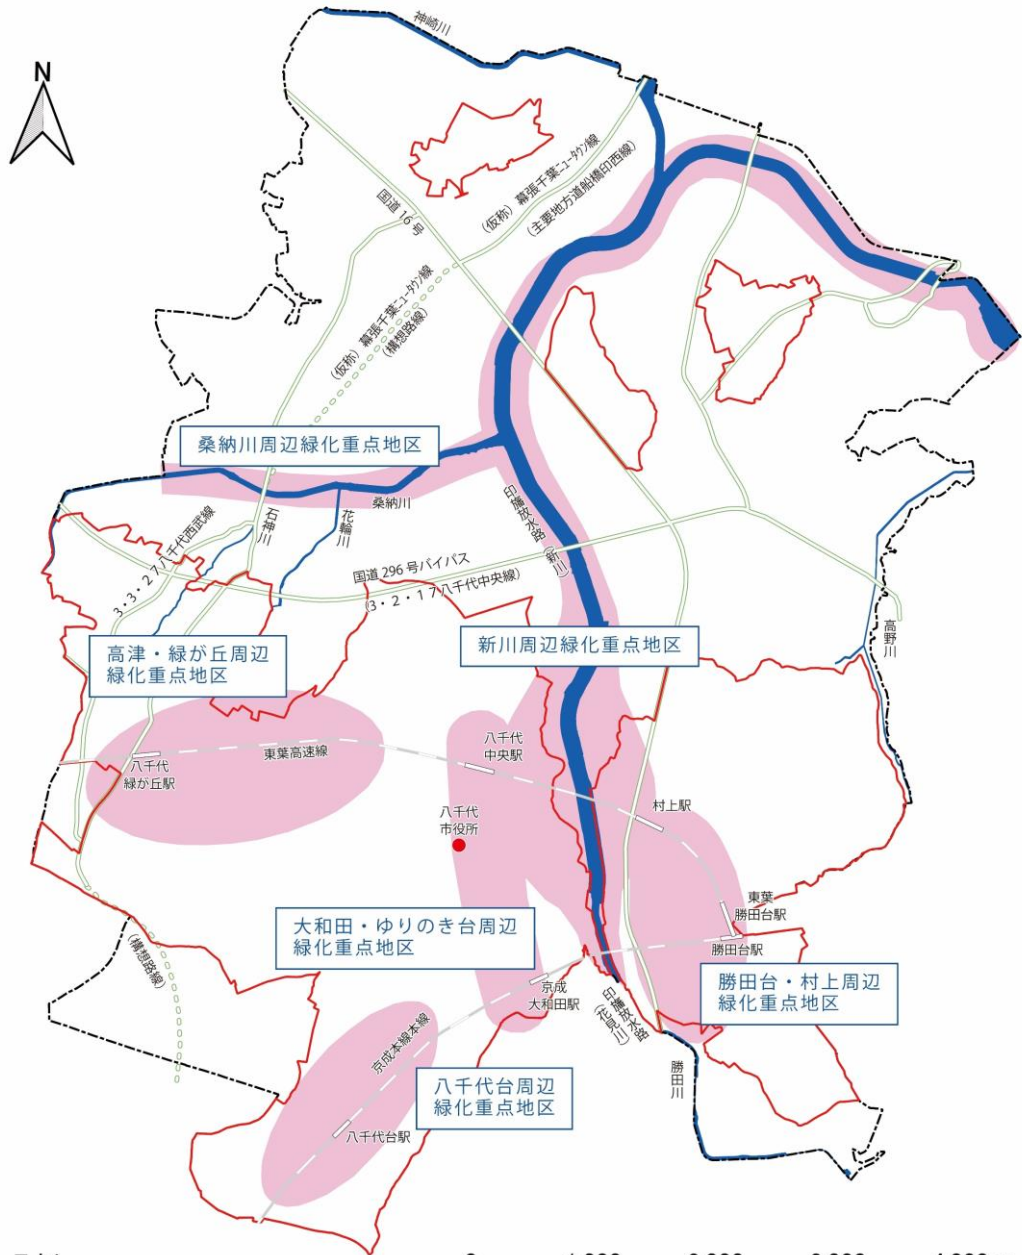 神崎川
N
(仮称) 幕張千葉ニュータウン線
(主要地方道船橋印西線)
国道16号
(仮称) 幕張千葉ニュータウン線
(構想路線)
桑納川周辺緑化重点地区
桑納川
石神川
花輪川
3・3・27八千代西武線
印旛放水路
(新川)
国道296号バイパス
(3・2・17八千代中央線)
高野川
高津・緑が丘周辺
緑化重点地区
新川周辺緑化重点地区
東葉高速線
八千代
緑が丘駅
八千代
中央駅
村上駅
八千代
市役所
東葉
勝田台駅
勝田台駅
大和田・ゆりのき台周辺
緑化重点地区
(構想路線)
京成
大和田駅
勝田台・村上周辺
緑化重点地区
印旛放水路
(花見川)
京成本線本線
勝田川
八千代台周辺
緑化重点地区
八千代台駅